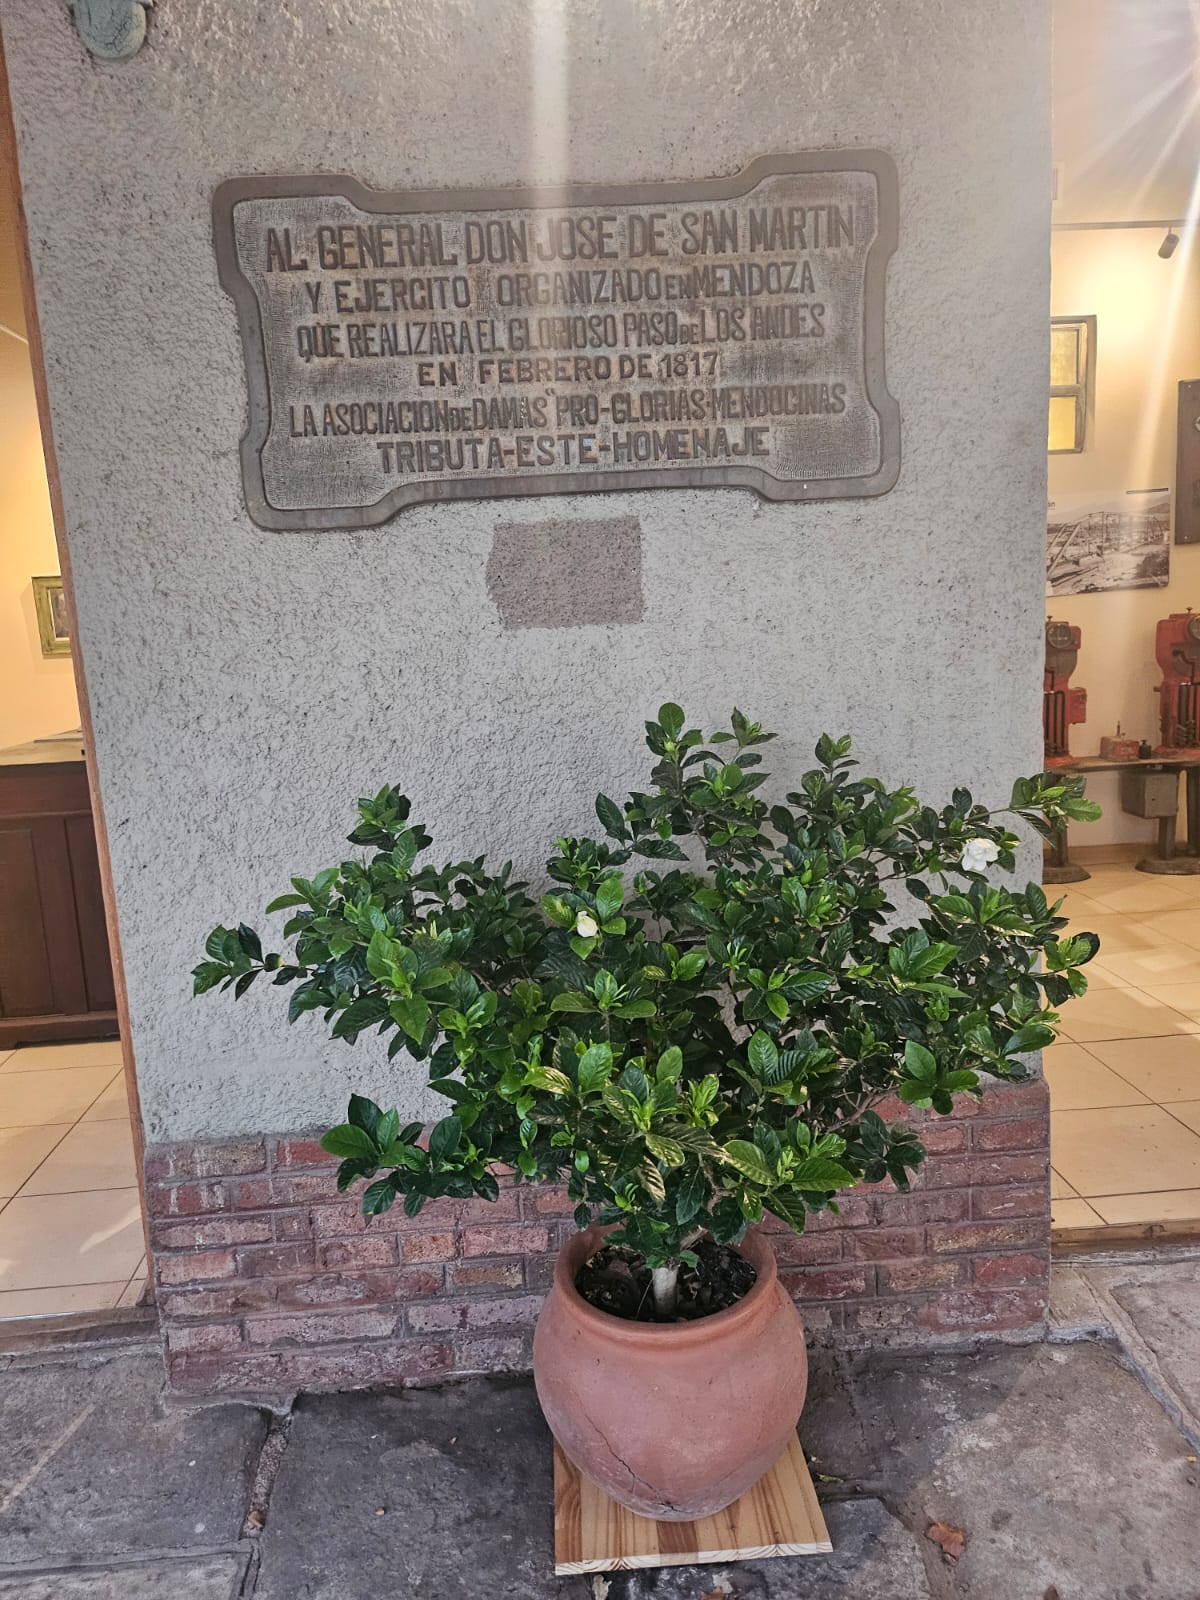 AL GENERAL DON JOSE DE SAN MARTIN
Y EJERCITO ORGANIZADO EN MENDOZA
QUE REALIZARA EL GLORIOSO PASO DE LOS ANDES
EN FEBRERO DE 1817
LA ASOCIACION DE DAMAS "PRO-GLORIAS-MENDOCINAS
TRIBUTA-ESTE-HOMENAJE